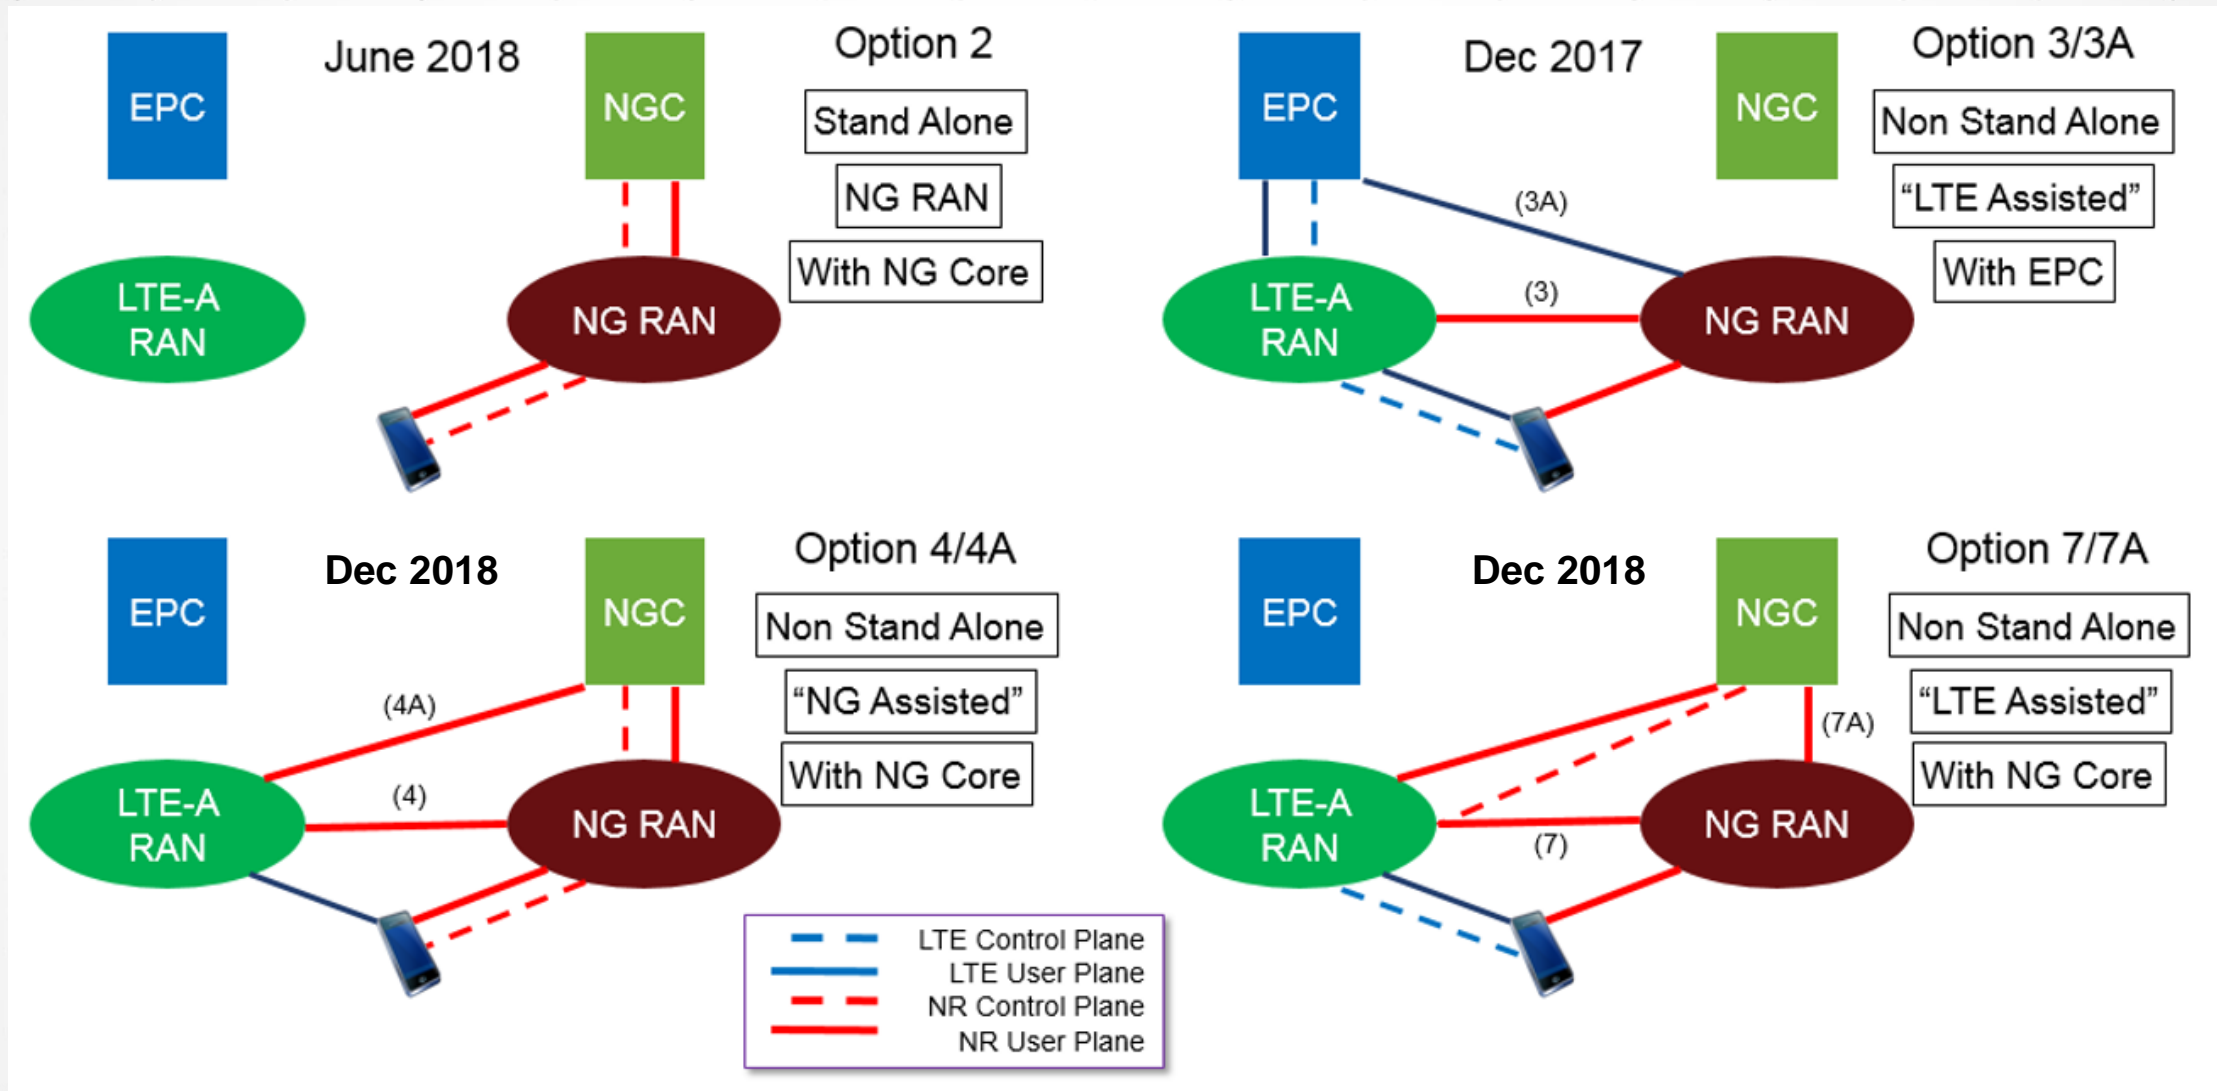 June 2018
Option 2
EPC
NGC
Stand Alone
NG RAN
With NG Core
LTE-A
RAN
NG RAN
Dec 2017
Option 3/3A
EPC
NGC
Non Stand Alone
“LTE Assisted”
With EPC
(3A)
(3)
LTE-A
RAN
NG RAN
Dec 2018
Option 4/4A
EPC
NGC
Non Stand Alone
“NG Assisted”
With NG Core
(4A)
(4)
LTE-A
RAN
NG RAN
Dec 2018
Option 7/7A
EPC
NGC
Non Stand Alone
“LTE Assisted”
With NG Core
(7A)
(7)
LTE-A
RAN
NG RAN
LTE Control Plane
LTE User Plane
NR Control Plane
NR User Plane